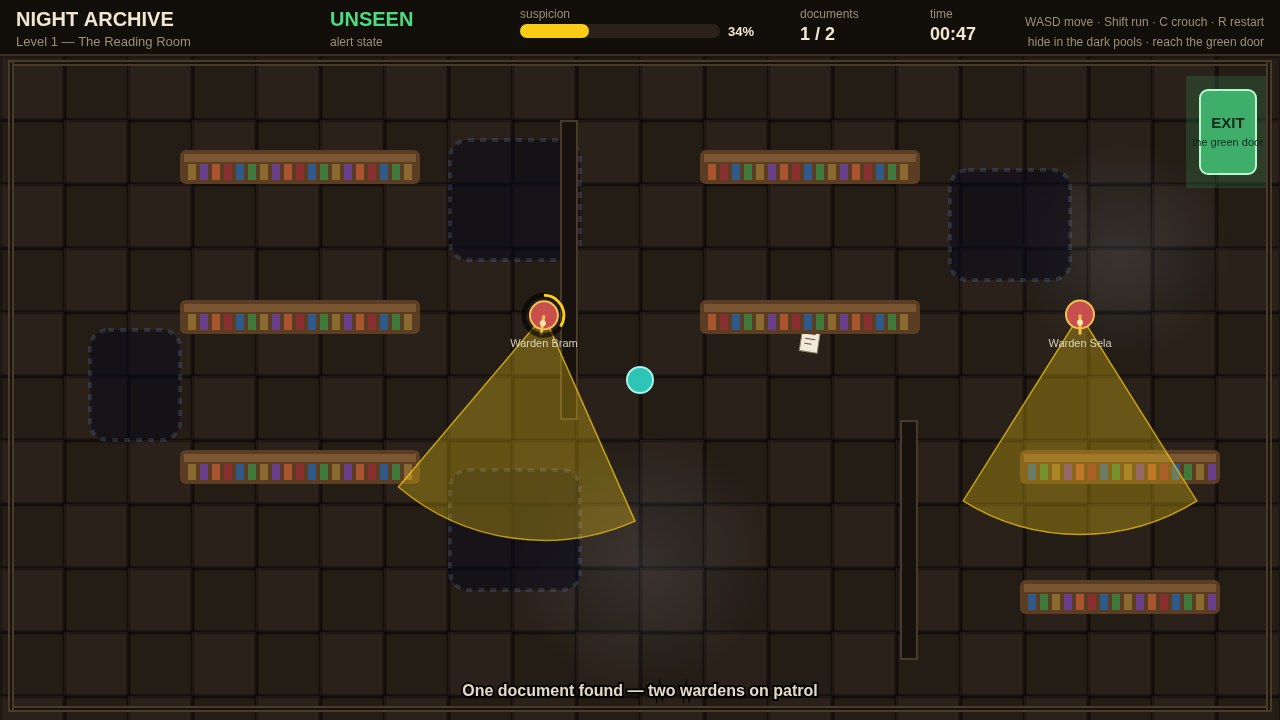 NIGHT ARCHIVE
Level 1 — The Reading Room
UNSEEN
alert state
suspicion
34%
documents
1 / 2
time
00:47
WASD move · Shift run · C crouch · R restart
hide in the dark pools · reach the green door
EXIT
the green door
Warden Bram
Warden Sela
One document found — two wardens on patrol